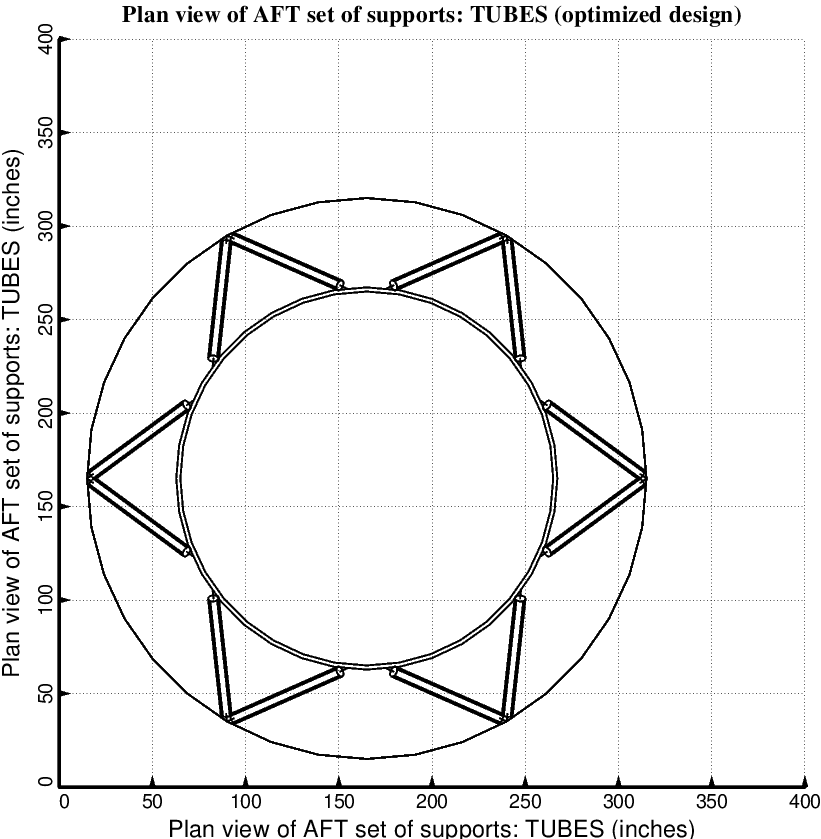 Plan view of AFT set of supports: TUBES (optimized design)
Plan view of AFT set of supports: TUBES (inches)
400
350
300
250
200
150
100
50
0
0 50 100 150 200 250 300 350 400
Plan view of AFT set of supports: TUBES (inches)